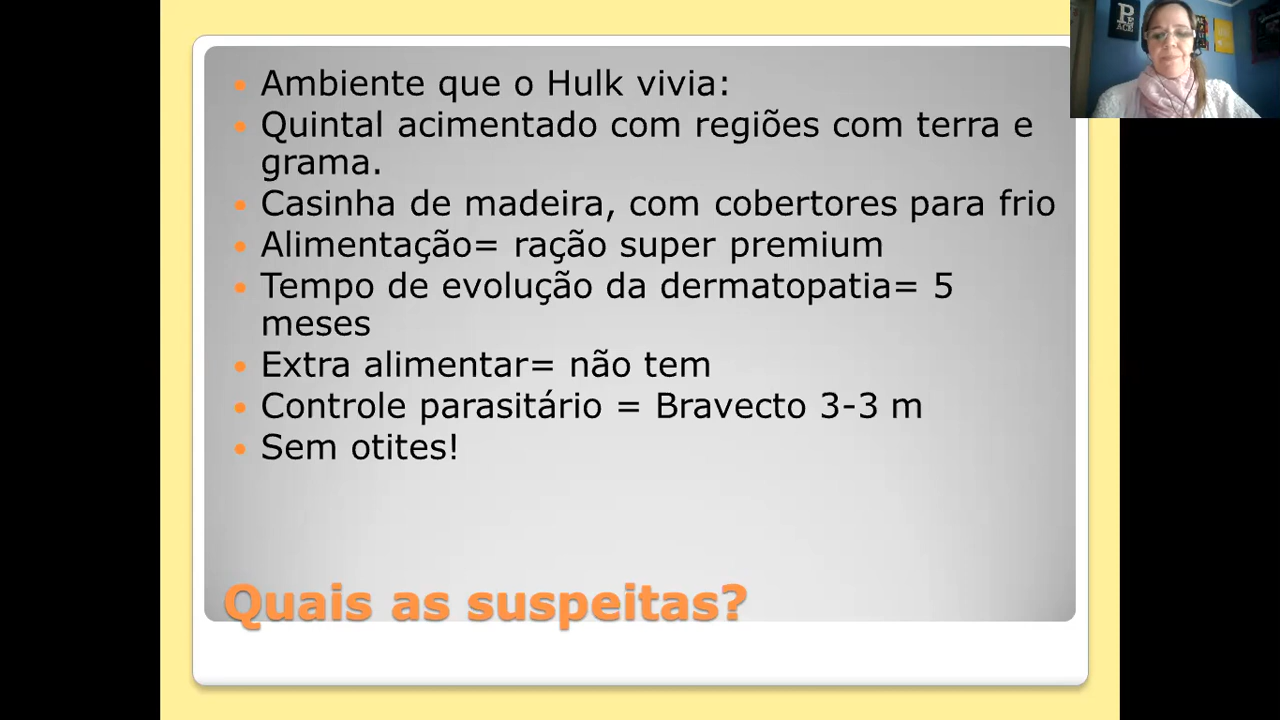 Ambiente que o Hulk vivia:
Quintal acimentado com regiões com terra e
grama.
Casinha de madeira, com cobertores para frio
Alimentação= ração super premium
Tempo de evolução da dermatopatia= 5
meses
Extra alimentar= não tem
Controle parasitário = Bravecto 3-3 m
Sem otites!
Quais as suspeitas?